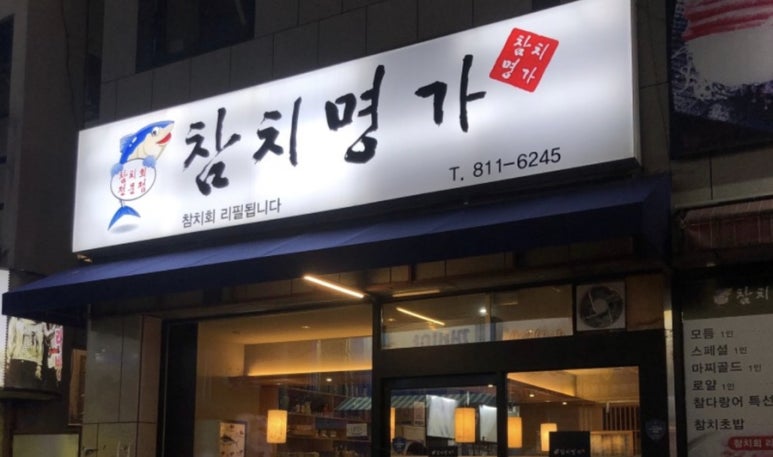 참치명가
참치
명가
참치회
전문점
참치회 리필됩니다
T. 811-6245
참치
모듬 1인
스페셜 1인
마찌골드 1인
로얄 1인
참다랑어 특선
참치초밥
참치회 리